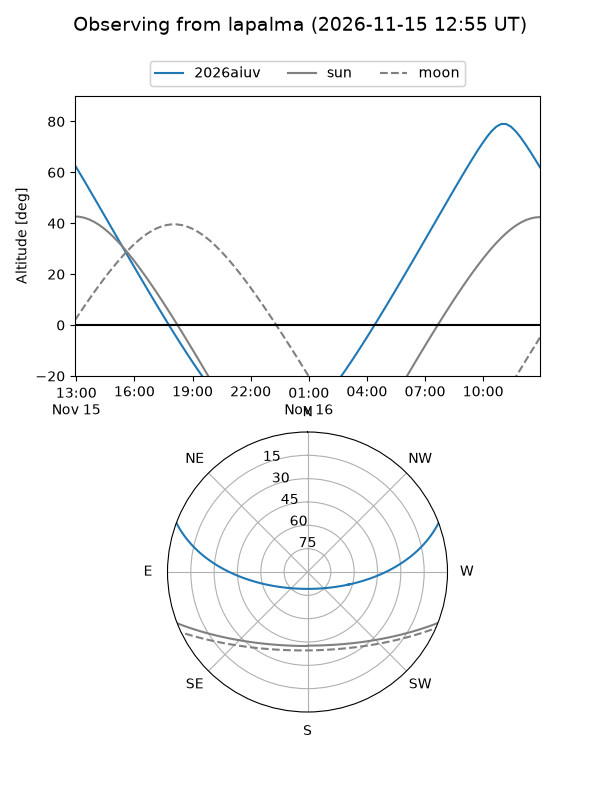 Observing from lapalma (2026-11-15 12:55 UT)
2026aiuv sun moon
Altitude [deg]
80
60
40
20
0
−20
13:00 16:00 19:00 22:00 01:00 04:00 07:00 10:00
Nov 15 Nov 16
N
NE NW
15
30
45
60
75
E W
SE SW
S